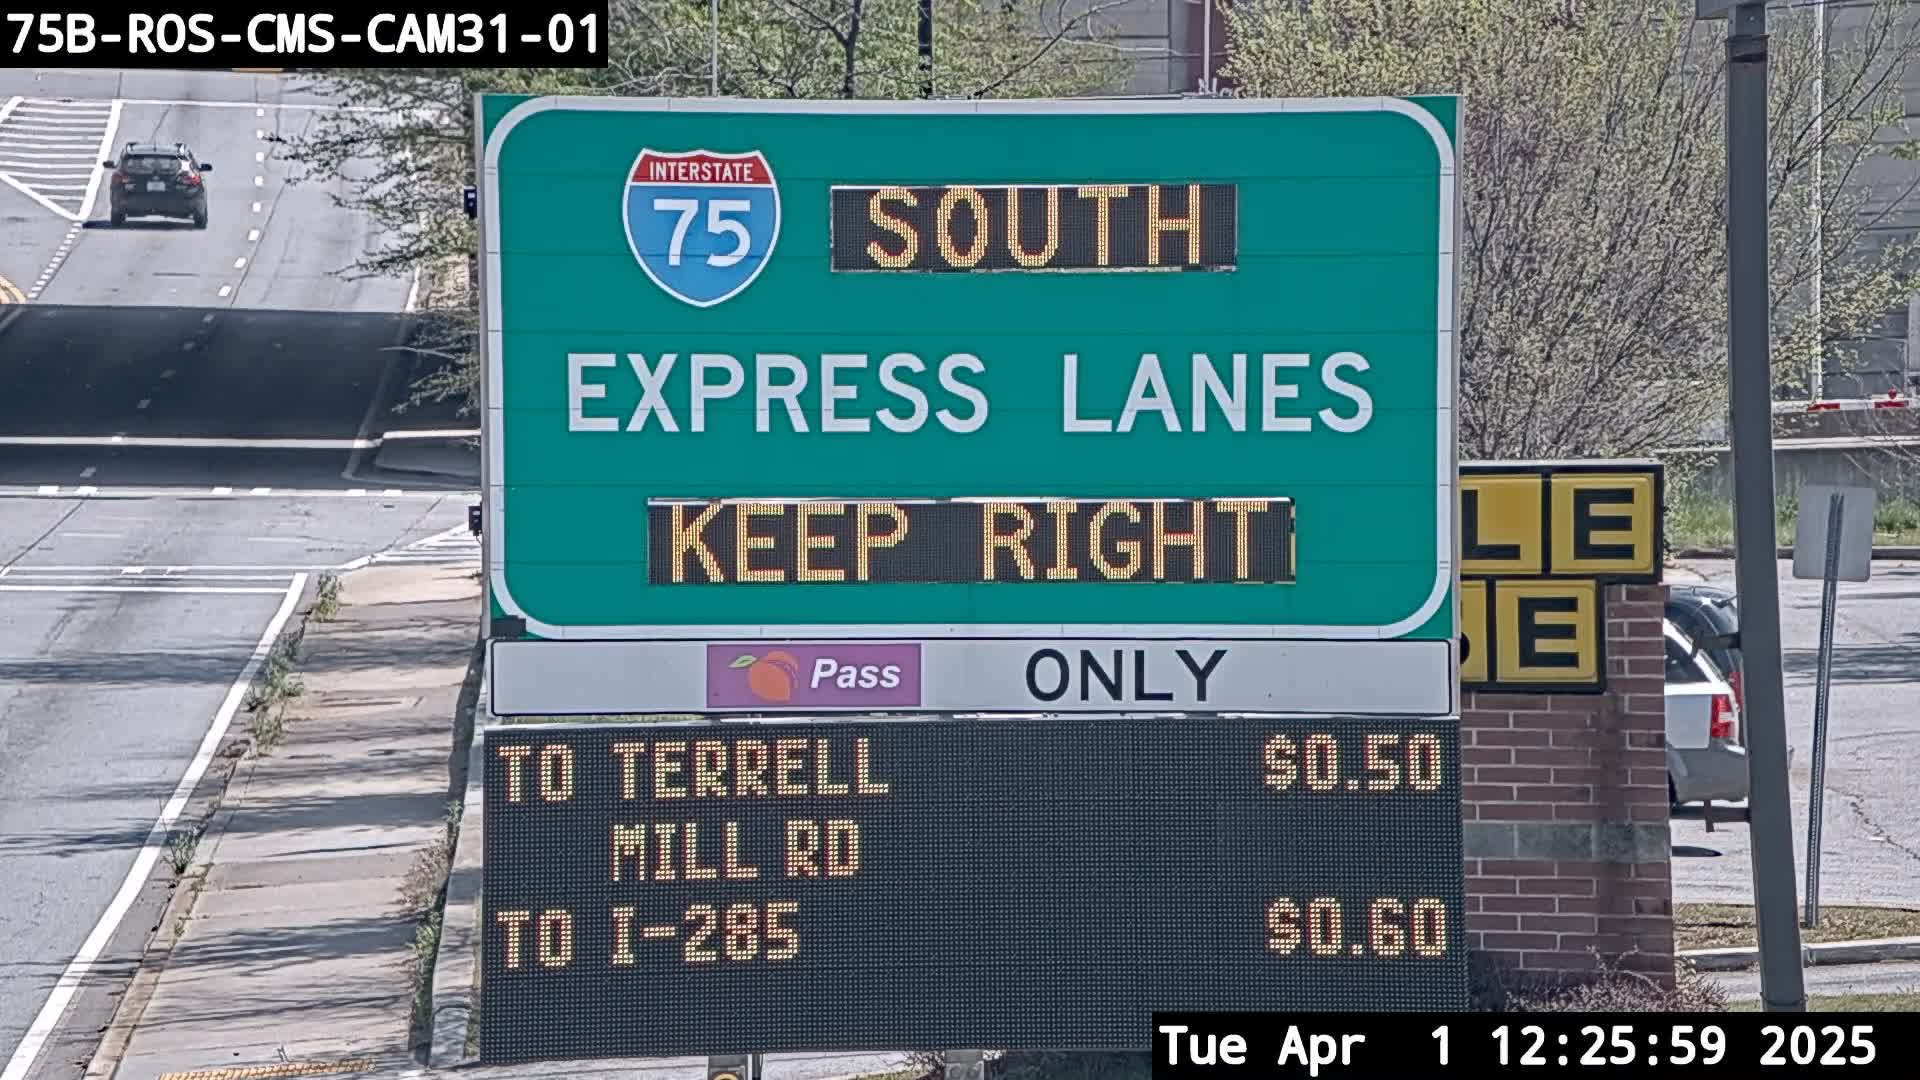 75B-ROS-CMS-CAM31-01
INTERSTATE
75
SOUTH
EXPRESS LANES
KEEP RIGHT
Pass ONLY
TO TERRELL $0.50
MILL RD
TO I-285 $0.60
LE
E
Tue Apr 1 12:25:59 2025